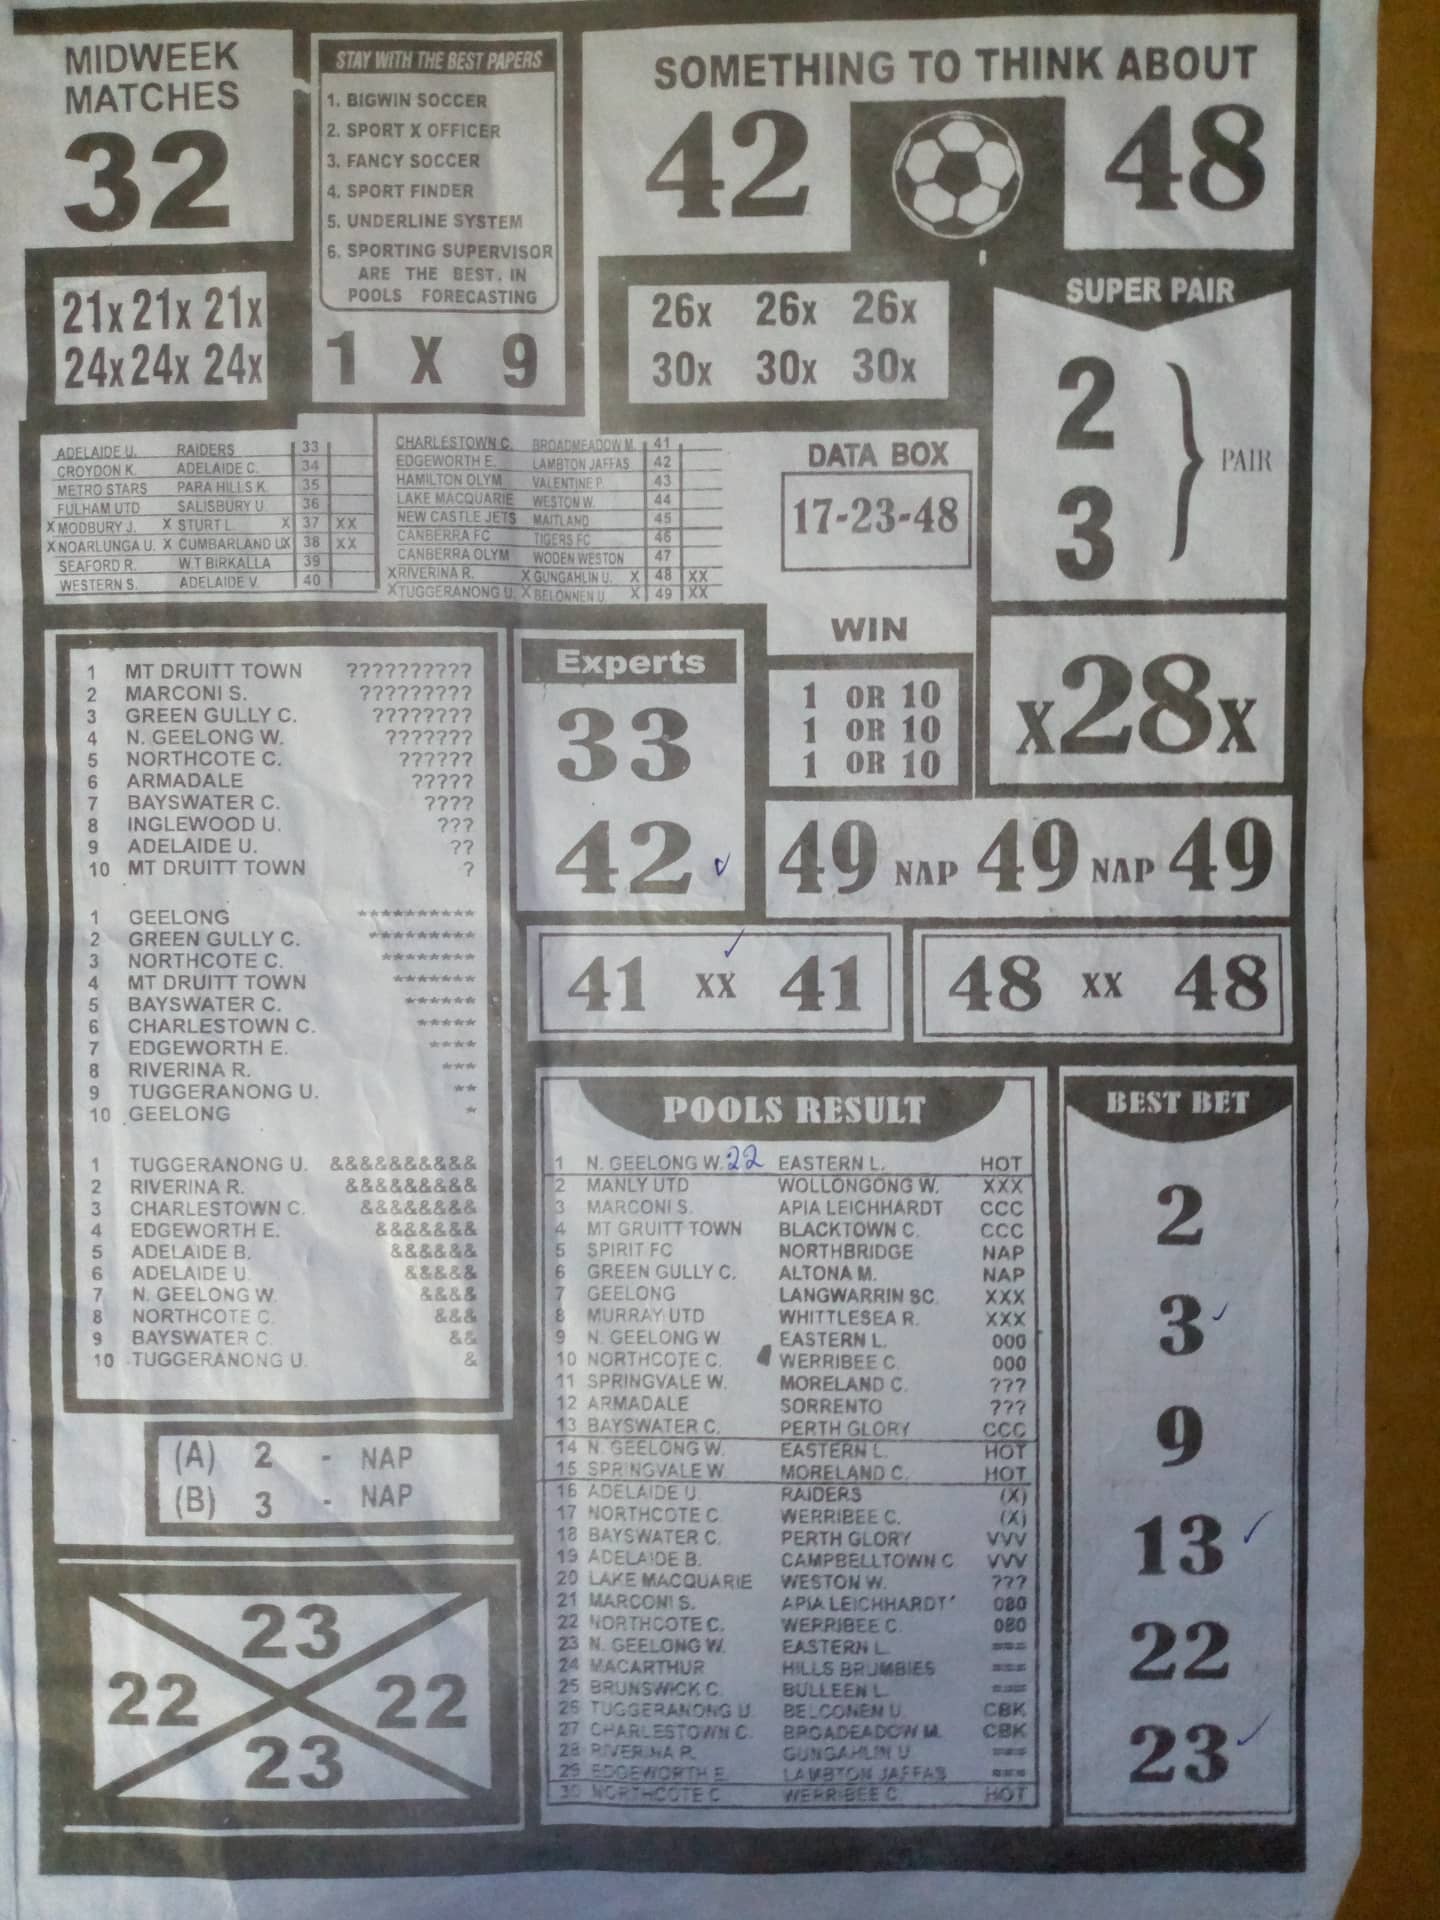 MIDWEEK
MATCHES
32
STAY WITH THE BEST PAPERS
1. BIGWIN SOCCER
2. SPORT X OFFICER
3. FANCY SOCCER
4. SPORT FINDER
5. UNDERLINE SYSTEM
6. SPORTING SUPERVISOR
ARE THE BEST. IN
POOLS FORECASTING
1 X 9
SOMETHING TO THINK ABOUT
42 48
21x 21x 21x
24x 24x 24x
26x 26x 26x
30x 30x 30x
SUPER PAIR
2
3
PAIR
ADELAIDE U. RAIDERS 33
CROYDON K. ADELAIDE C. 34
METRO STARS PARA HILLS K. 35
FULHAM UTD SALISBURY U. 36
X MODBURY J. X STURT L. X 37 XX
X NOARLUNGA U. X CUMBARLAND U X 38 XX
SEAFORD R. W.T BIRKALLA 39
WESTERN S. ADELAIDE V. 40
CHARLESTOWN C. BROADMEADOW M. 41
EDGEWORTH E. LAMBTON JAFFAS 42
HAMILTON OLYM VALENTINE P. 43
LAKE MACQUARIE WESTON W. 44
NEW CASTLE JETS MAITLAND 45
CANBERRA FC TIGERS FC 46
CANBERRA OLYM WODEN WESTON 47
X RIVERINA R. X GUNGAHLIN U. X 48 XX
X TUGGERANONG U. X BELONNEN U. X 49 XX
DATA BOX
17-23-48
WIN
1 OR 10
1 OR 10
1 OR 10
X28X
1 MT DRUITT TOWN ??????????
2 MARCONI S. ?????????
3 GREEN GULLY C. ????????
4 N. GEELONG W. ???????
5 NORTHCOTE C. ??????
6 ARMADALE ?????
7 BAYSWATER C. ????
8 INGLEWOOD U. ???
9 ADELAIDE U. ??
10 MT DRUITT TOWN ?
1 GEELONG **********
2 GREEN GULLY C. *********
3 NORTHCOTE C. ********
4 MT DRUITT TOWN *******
5 BAYSWATER C. ******
6 CHARLESTOWN C. *****
7 EDGEWORTH E. ****
8 RIVERINA R. ***
9 TUGGERANONG U. **
10 GEELONG *
1 TUGGERANONG U. &&&&&&&&&&
2 RIVERINA R. &&&&&&&&&
3 CHARLESTOWN C. &&&&&&&&
4 EDGEWORTH E. &&&&&&&
5 ADELAIDE B. &&&&&&
6 ADELAIDE U. &&&&&
7 N. GEELONG W. &&&&
8 NORTHCOTE C. &&&
9 BAYSWATER C. &&
10 TUGGERANONG U. &
Experts
33
42
49 NAP 49 NAP 49
41 XX 41
48 XX 48
(A) 2 - NAP
(B) 3 - NAP
23
22 22
23
POOLS RESULT
1 N. GEELONG W. 22 EASTERN L. HOT
2 MANLY UTD WOLLONGONG W. XXX
3 MARCONI S. APIA LEICHHARDT CCC
4 MT GRUITT TOWN BLACKTOWN C. CCC
5 SPIRIT FC NORTHBRIDGE NAP
6 GREEN GULLY C. ALTONA M. NAP
7 GEELONG LANGWARRIN SC. XXX
8 MURRAY UTD WHITTLESEA R. XXX
9 N. GEELONG W EASTERN L. 000
10 NORTHCOTE C. WERRIBEE C. 000
11 SPRINGVALE W. MORELAND C. ???
12 ARMADALE SORRENTO ???
13 BAYSWATER C. PERTH GLORY CCC
14 N. GEELONG W. EASTERN L. HOT
15 SPRINGVALE W. MORELAND C. HOT
16 ADELAIDE U. RAIDERS (X)
17 NORTHCOTE C. WERRIBEE C. (X)
18 BAYSWATER C. PERTH GLORY VVV
19 ADELAIDE B. CAMPBELLTOWN C VVV
20 LAKE MACQUARIE WESTON W. ???
21 MARCONI S. APIA LEICHHARDT 080
22 NORTHCOTE C. WERRIBEE C. 080
23 N. GEELONG W. EASTERN L. ===
24 MACARTHUR HILLS BRUMBIES ===
25 BRUNSWICK C. BULLEEN L. ===
26 TUGGERANONG U. BELCONEN U. CBK
27 CHARLESTOWN C. BROADEADOW M. CBK
28 RIVERINA R. GUNGAHLIN U ===
29 EDGEWORTH E. LAMBTON JAFFAS ===
30 NORTHCOTE C WERRIBEE C HOT
BEST BET
2
3
9
13
22
23